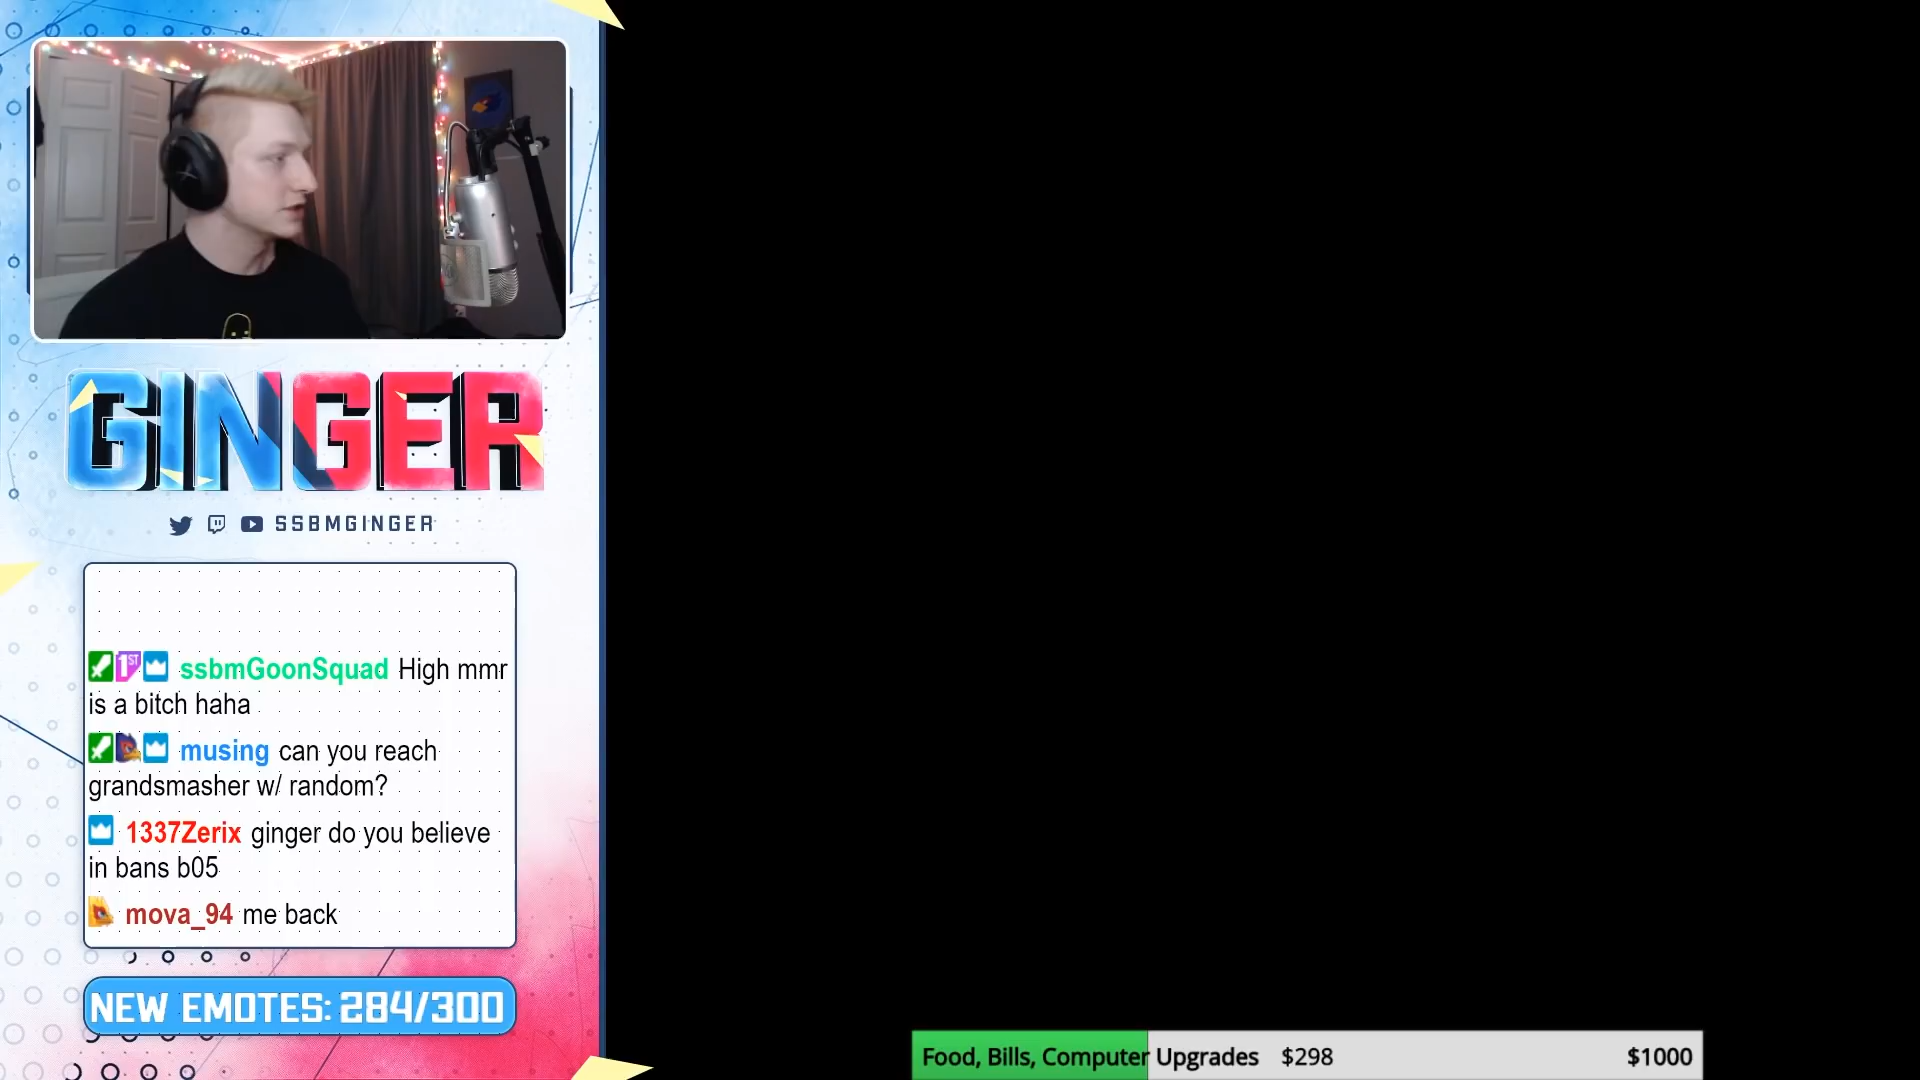 GINGER
SSBMGINGER
1ST ssbmGoonSquad High mmr
is a bitch haha
musing can you reach
grandsmasher w/ random?
1337Zerix ginger do you believe
in bans b05
mova_94 me back
NEW EMOTES: 284/300
Food, Bills, Computer Upgrades $298 $1000